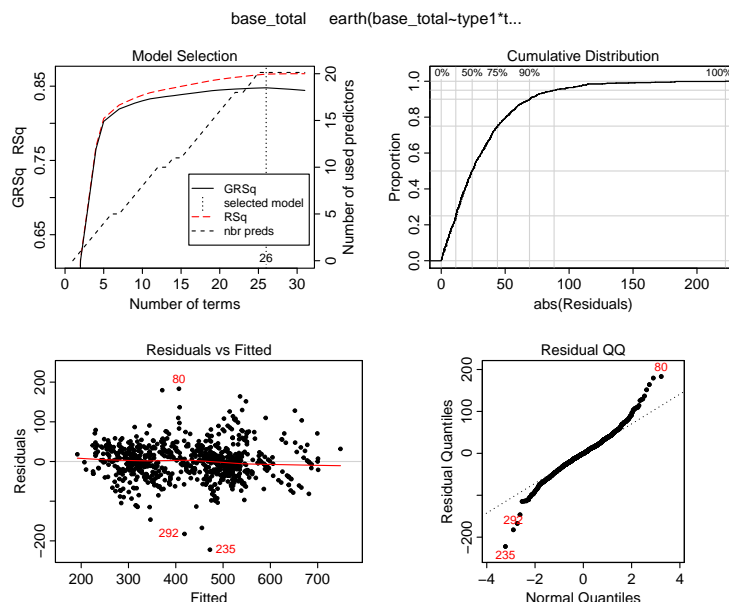 base_total earth(base_total~type1*t...
Model Selection
GRSq RSq
0.65 0.75 0.85
Number of used predictors
0 5 10 15 20
GRSq
selected model
RSq
nbr preds
26
0 5 10 15 20 25 30
Number of terms
Cumulative Distribution
0% 50% 75% 90% 100%
Proportion
0.0 0.2 0.4 0.6 0.8 1.0
0 50 100 150 200
abs(Residuals)
Residuals vs Fitted
Residuals
−200 0 100 200
80
292
235
200 300 400 500 600 700
Fitted
Residual QQ
Residual Quantiles
−200 0 100 200
80
292
235
−4 −2 0 2 4
Normal Quantiles